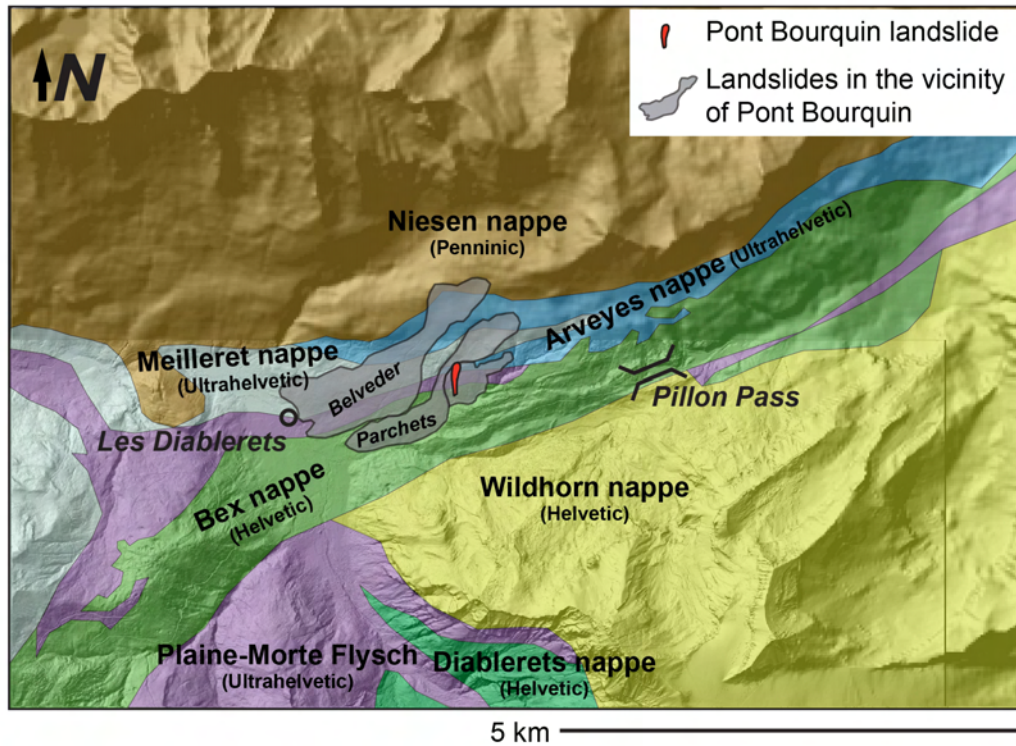 N
Pont Bourquin landslide
Landslides in the vicinity
of Pont Bourquin
Niesen nappe
(Penninic)
Arveyes nappe (Ultrahelvetic)
Meilleret nappe
(Ultrahelvetic)
Belveder
Parchets
Les Diablerets
Pillon Pass
Bex nappe
(Helvetic)
Wildhorn nappe
(Helvetic)
Plaine-Morte Flysch
(Ultrahelvetic)
Diablerets nappe
(Helvetic)
5 km